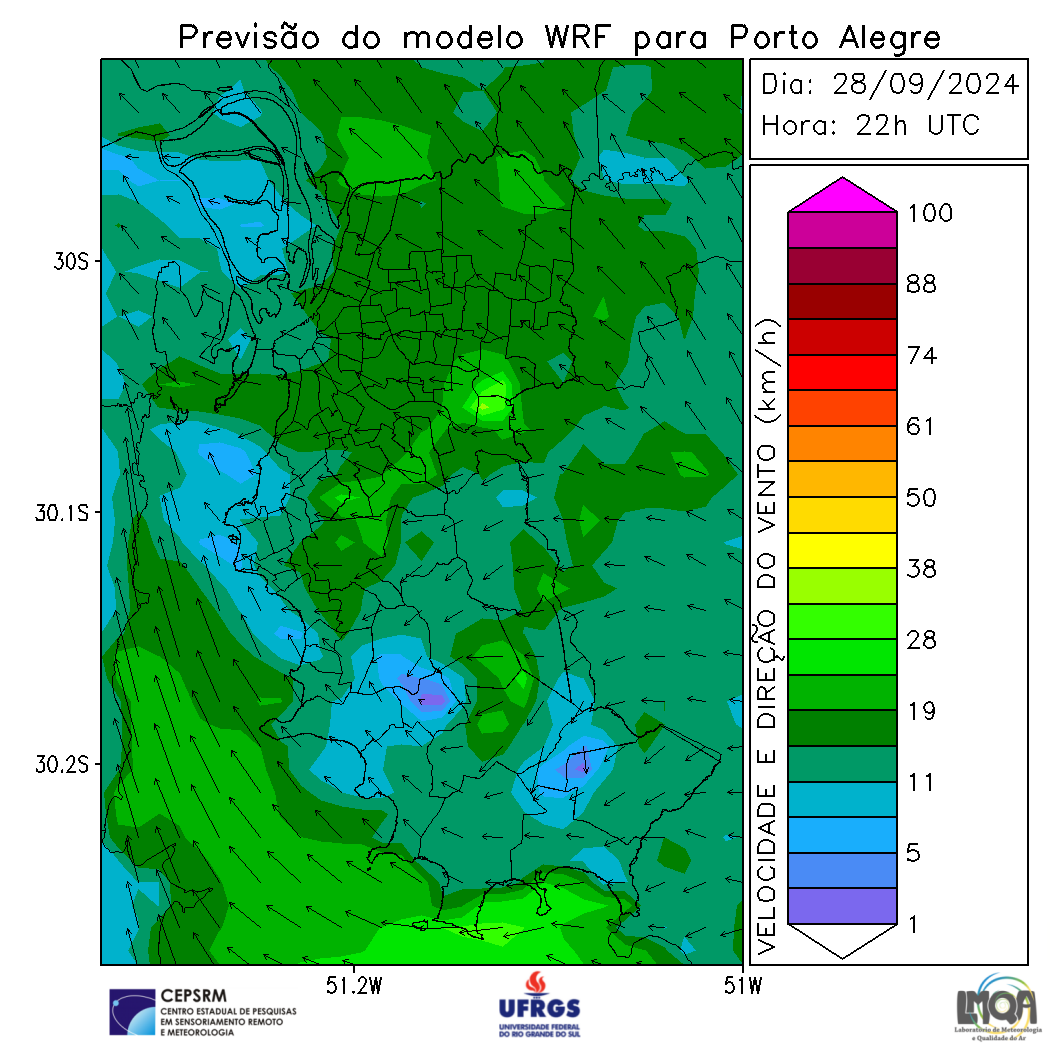 Previsão do modelo WRF para Porto Alegre
Dia: 28/09/2024
Hora: 22h UTC
30S
30.1S
30.2S
51.2W
51W
VELOCIDADE E DIREÇÃO DO VENTO (km/h)
100
88
74
61
50
38
28
19
11
5
1
CEPSRM
CENTRO ESTADUAL DE PESQUISAS
EM SENSORIAMENTO REMOTO
E METEOROLOGIA
UFRGS
UNIVERSIDADE FEDERAL
DO RIO GRANDE DO SUL
LMQA
Laboratório de Meteorologia
e Qualidade do Ar